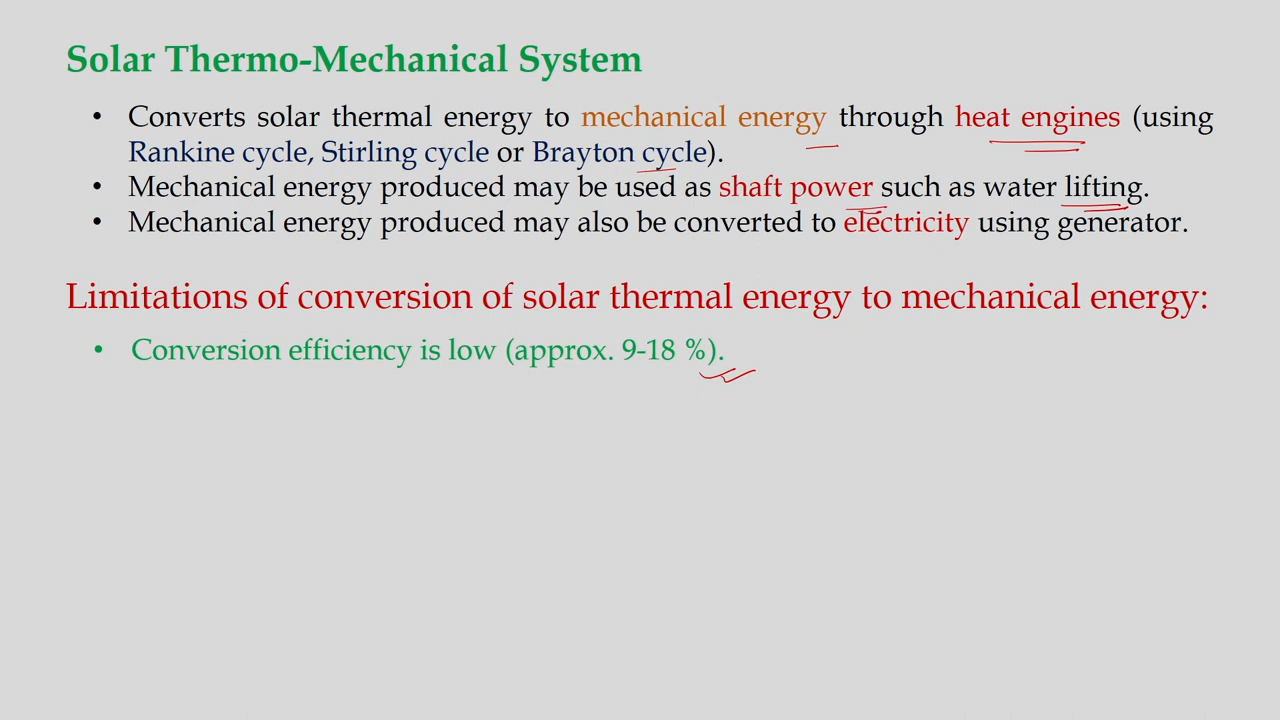 Solar Thermo-Mechanical System
• Converts solar thermal energy to mechanical energy through heat engines (using
Rankine cycle, Stirling cycle or Brayton cycle).
• Mechanical energy produced may be used as shaft power such as water lifting.
• Mechanical energy produced may also be converted to electricity using generator.
Limitations of conversion of solar thermal energy to mechanical energy:
• Conversion efficiency is low (approx. 9-18 %).